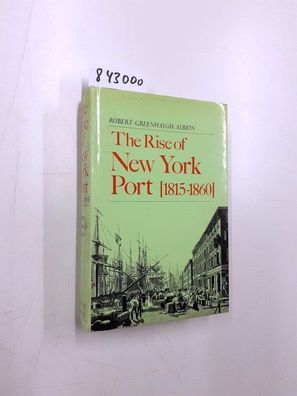 843000
ROBERT GREENHALGH ALBION
The Rise of
New York
Port [1815-1860]